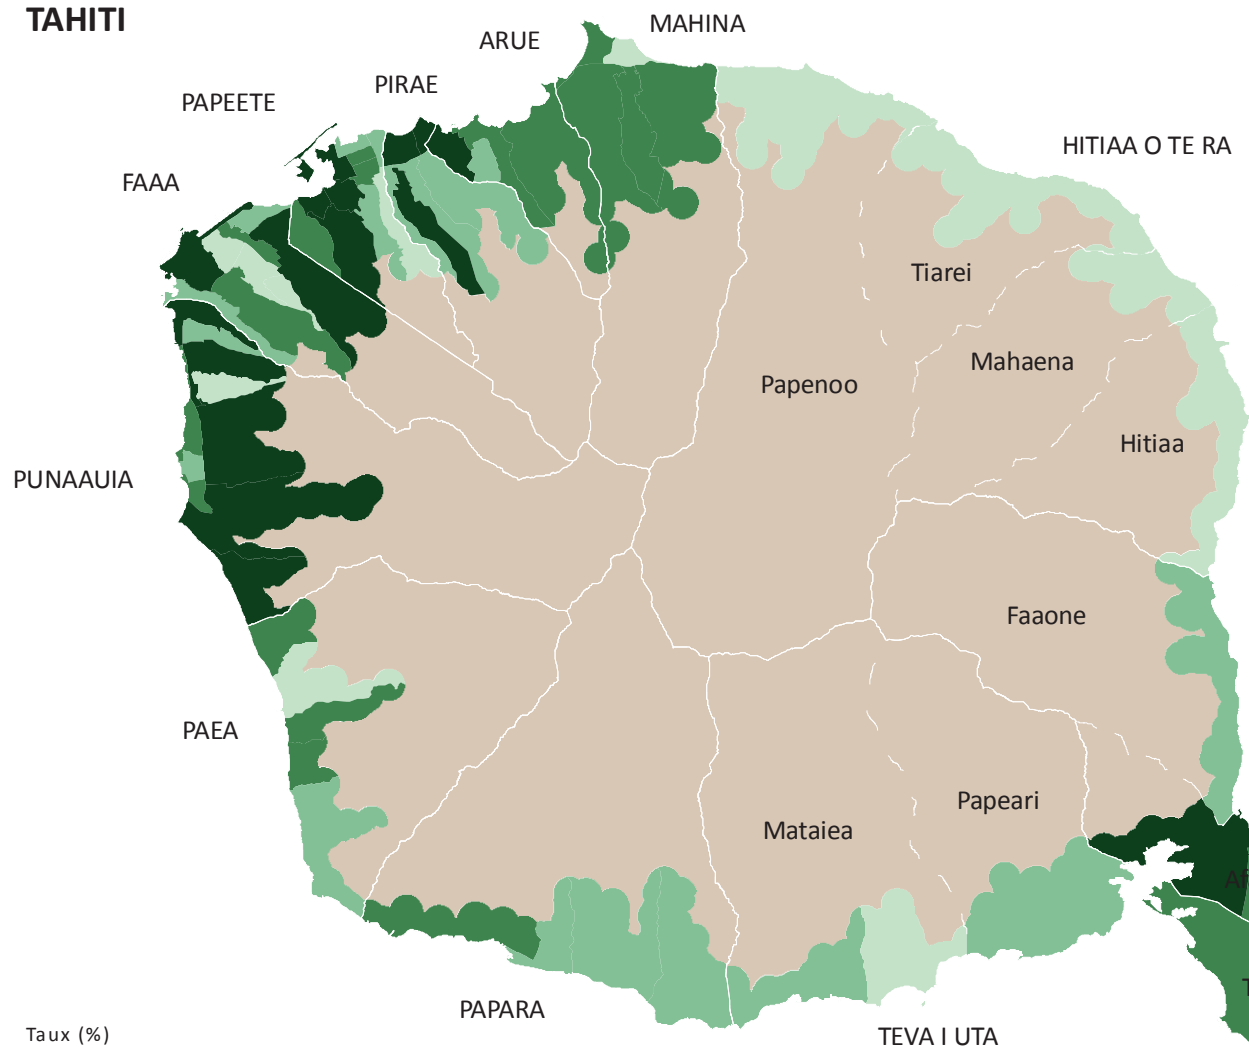 TAHITI
MAHINA
ARUE
PIRAE
PAPEETE
HITIAA O TE RA
FAAA
Tiarei
Mahaena
Papenoo
Hitiaa
PUNAAUIA
Faaone
PAEA
Papeari
Mataiea
PAPARA
Taux (%)
TEVA I UTA